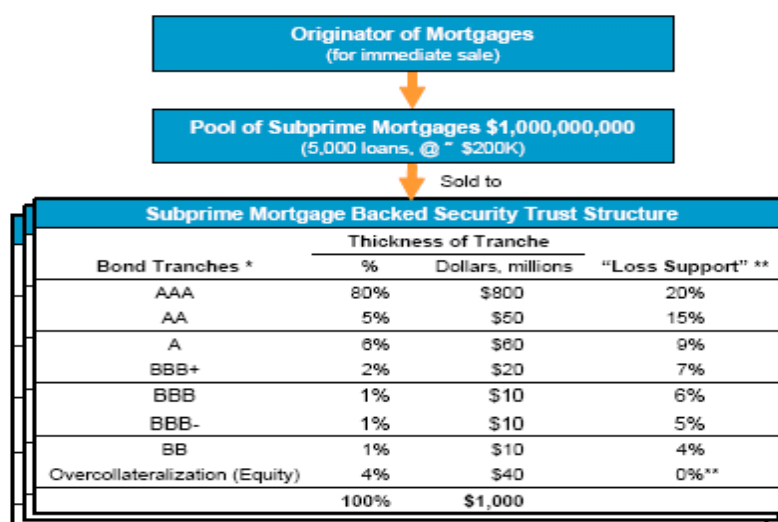 Originator of Mortgages
(for immediate sale)
Pool of Subprime Mortgages $1,000,000,000
(5,000 loans, @ ~ $200K)
Sold to
Subprime Mortgage Backed Security Trust Structure
Thickness of Tranche
Bond Tranches * % Dollars, millions “Loss Support” **
AAA 80% $800 20%
AA 5% $50 15%
A 6% $60 9%
BBB+ 2% $20 7%
BBB 1% $10 6%
BBB- 1% $10 5%
BB 1% $10 4%
Overcollateralization (Equity) 4% $40 0%**
100% $1,000